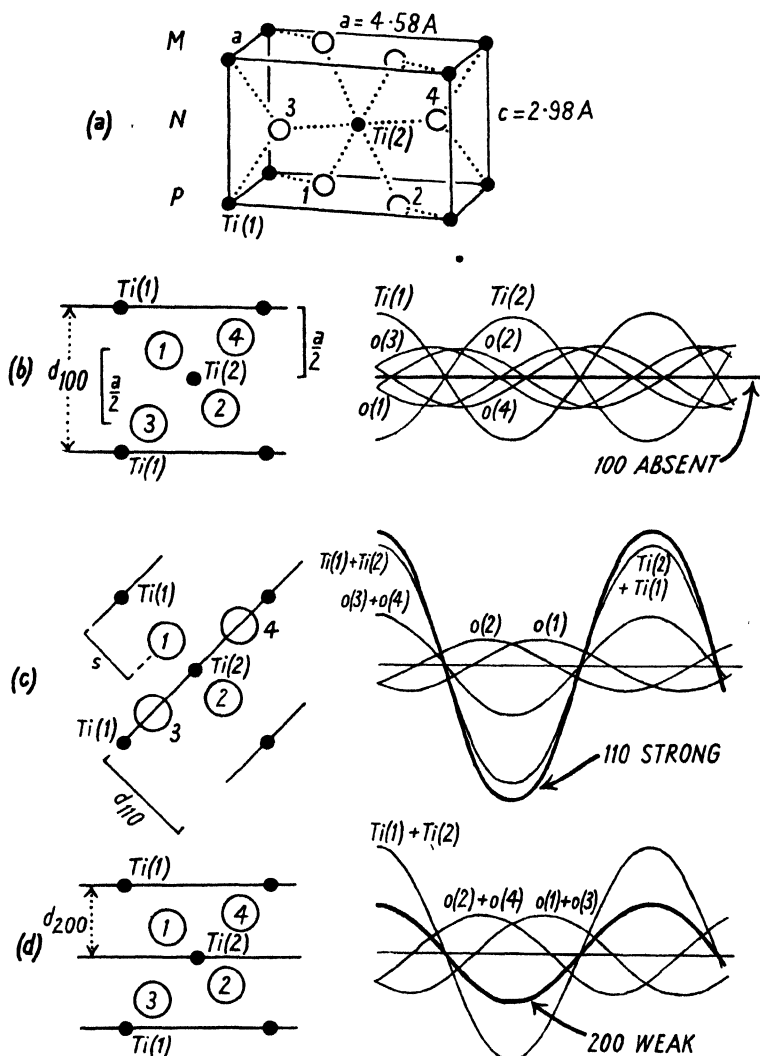 M
a = 4·58 A
a
3
4
(a)
N
Ti(2)
c = 2·98 A
P
1
2
Ti(1)
Ti(1)
Ti(1)
Ti(2)
1
4
a/2
o(3)
o(2)
(b)
d100
a/2
Ti(2)
3
2
o(1)
o(4)
Ti(1)
100 ABSENT
Ti(1)
Ti(1)+Ti(2)
Ti(2)
+ Ti(1)
o(3)+o(4)
1
4
s
o(2)
o(1)
(c)
Ti(2)
2
Ti(1)
3
110 STRONG
d110
Ti(1) + Ti(2)
Ti(1)
d200
1
4
o(2)+o(4)
o(1)+o(3)
(d)
Ti(2)
3
2
Ti(1)
200 WEAK